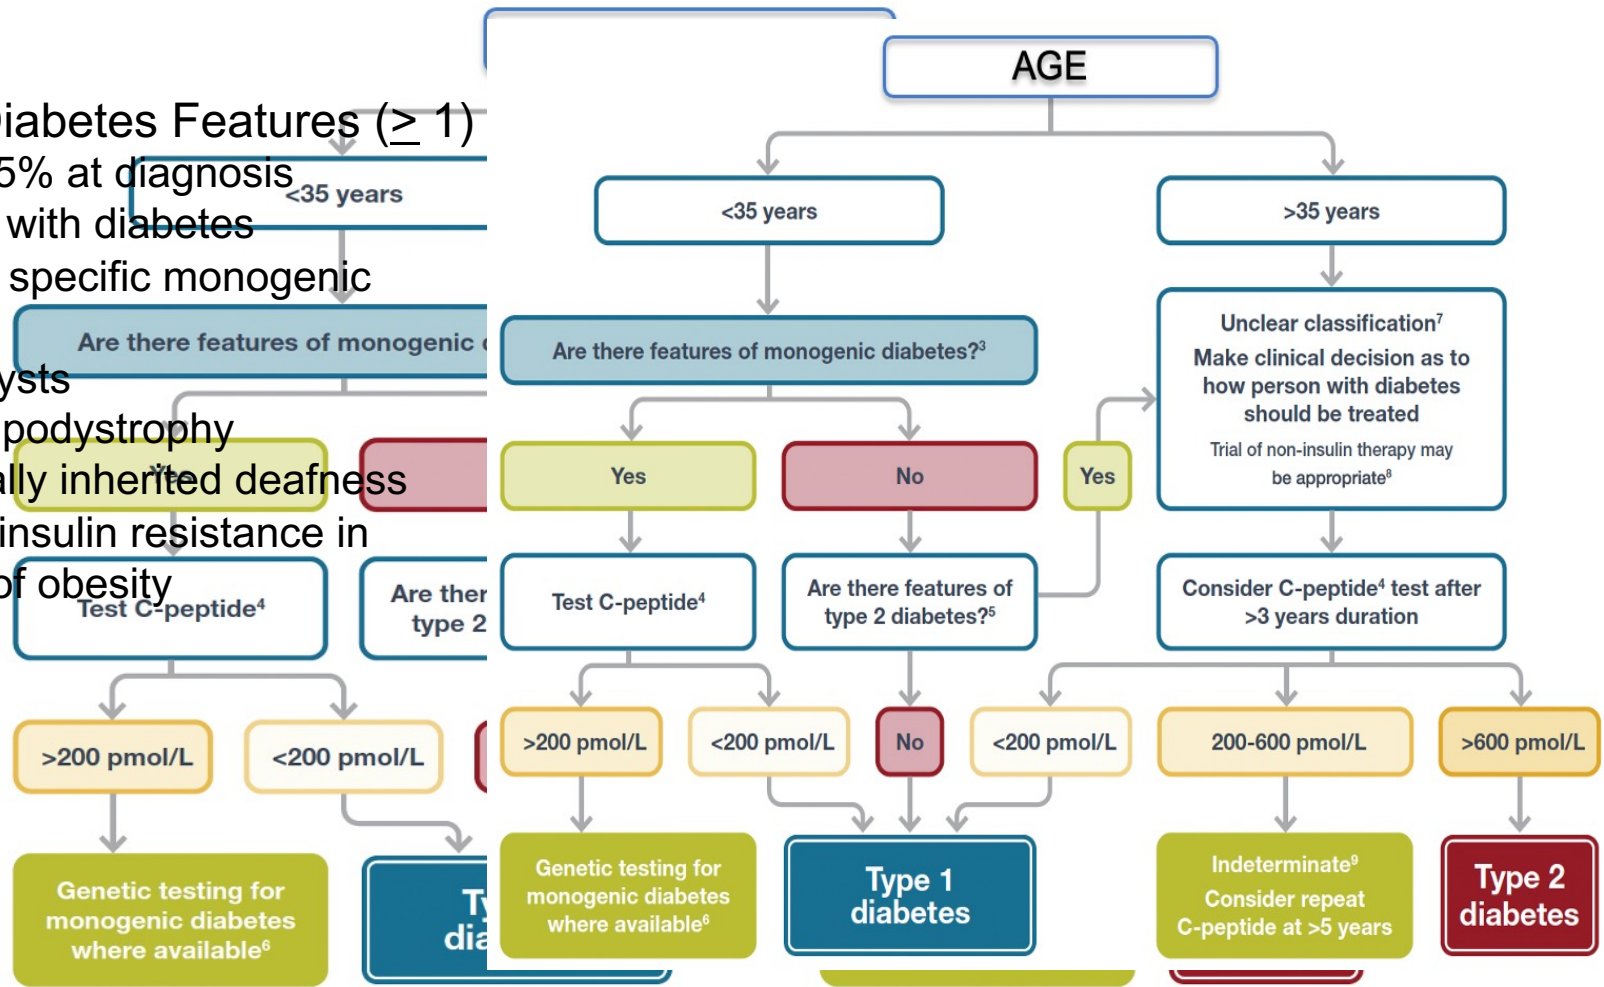 Diabetes Features (≥ 1)
5% at diagnosis
with diabetes
specific monogenic
ysts
podystrophy
ally inherited deafness
insulin resistance in
of obesity
<35 years
Are there features of monogenic
Yes
Test C-peptide⁴
Are ther
type 2
>200 pmol/L
<200 pmol/L
Genetic testing for
monogenic diabetes
where available⁶
Ty
dia
AGE
<35 years
>35 years
Are there features of monogenic diabetes?³
Unclear classification⁷
Make clinical decision as to
how person with diabetes
should be treated
Trial of non-insulin therapy may
be appropriate⁸
Yes
No
Yes
Test C-peptide⁴
Are there features of
type 2 diabetes?⁵
Consider C-peptide⁴ test after
>3 years duration
>200 pmol/L
<200 pmol/L
No
<200 pmol/L
200-600 pmol/L
>600 pmol/L
Genetic testing for
monogenic diabetes
where available⁶
Type 1
diabetes
Indeterminate⁹
Consider repeat
C-peptide at >5 years
Type 2
diabetes